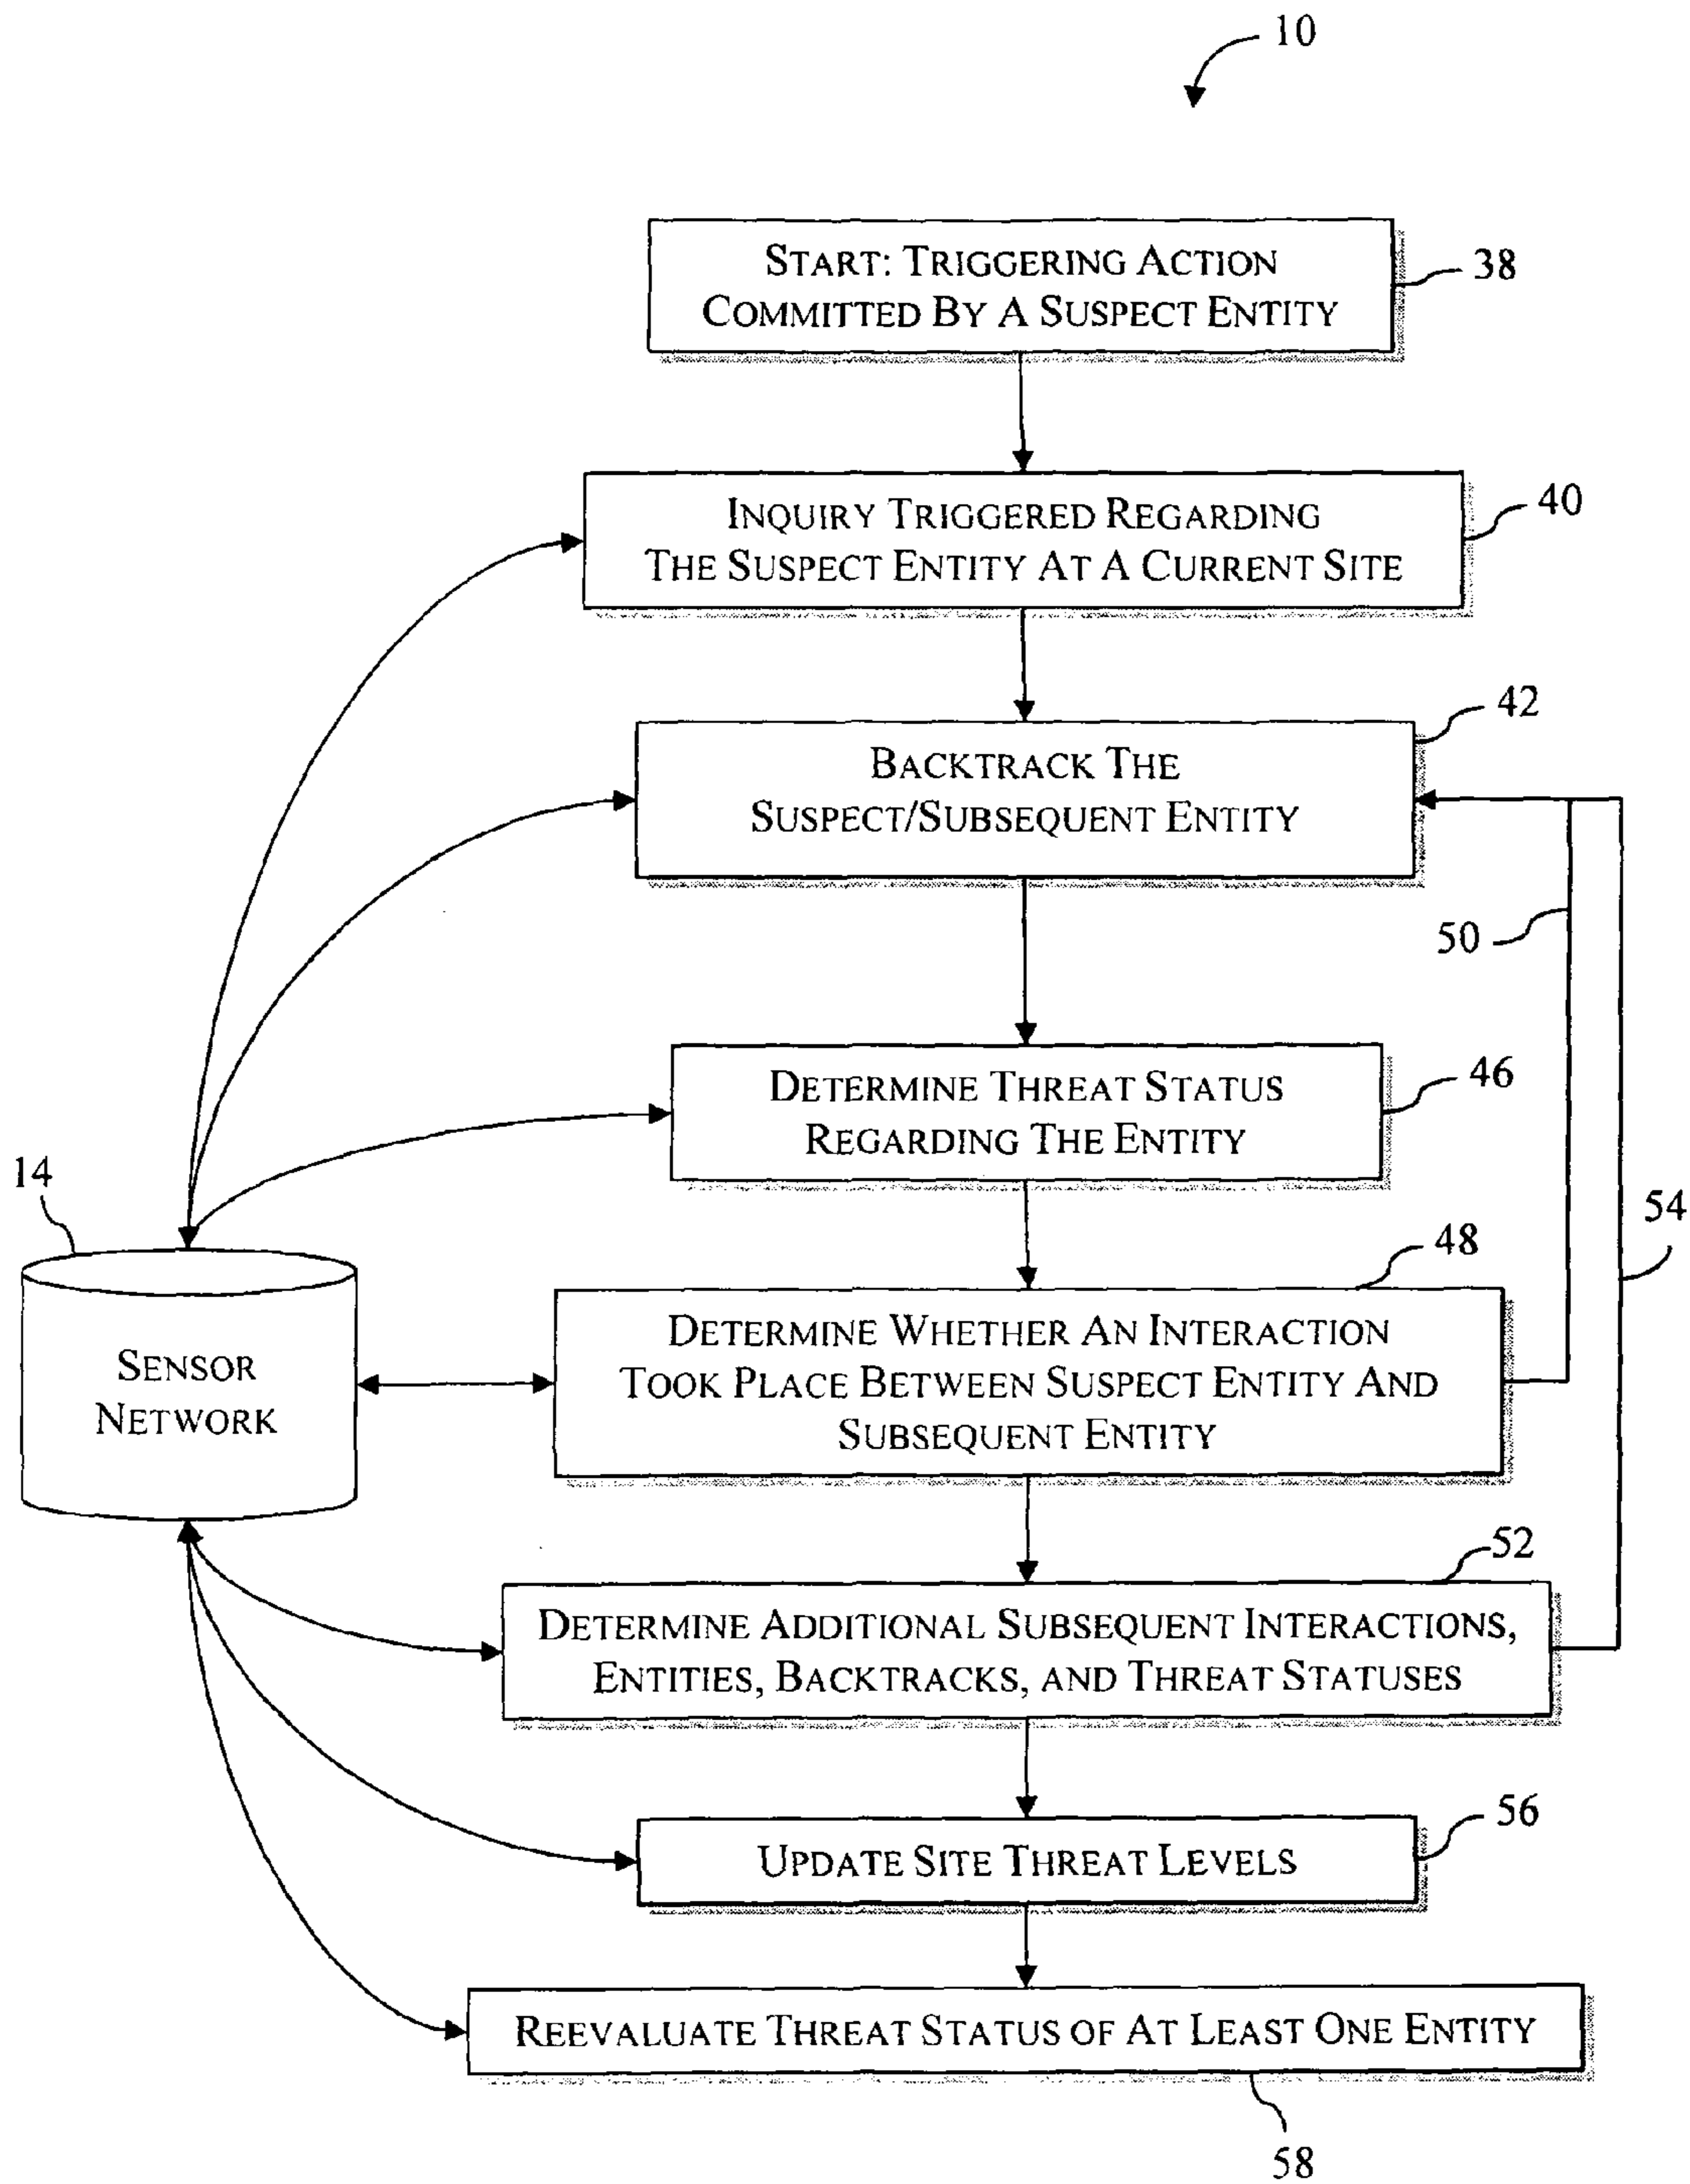 10
START: TRIGGERING ACTION
COMMITTED BY A SUSPECT ENTITY
38
INQUIRY TRIGGERED REGARDING
THE SUSPECT ENTITY AT A CURRENT SITE
40
BACKTRACK THE
SUSPECT/SUBSEQUENT ENTITY
42
50
DETERMINE THREAT STATUS
REGARDING THE ENTITY
46
14
SENSOR
NETWORK
54
48
DETERMINE WHETHER AN INTERACTION
TOOK PLACE BETWEEN SUSPECT ENTITY AND
SUBSEQUENT ENTITY
52
DETERMINE ADDITIONAL SUBSEQUENT INTERACTIONS,
ENTITIES, BACKTRACKS, AND THREAT STATUSES
56
UPDATE SITE THREAT LEVELS
REEVALUATE THREAT STATUS OF AT LEAST ONE ENTITY
58